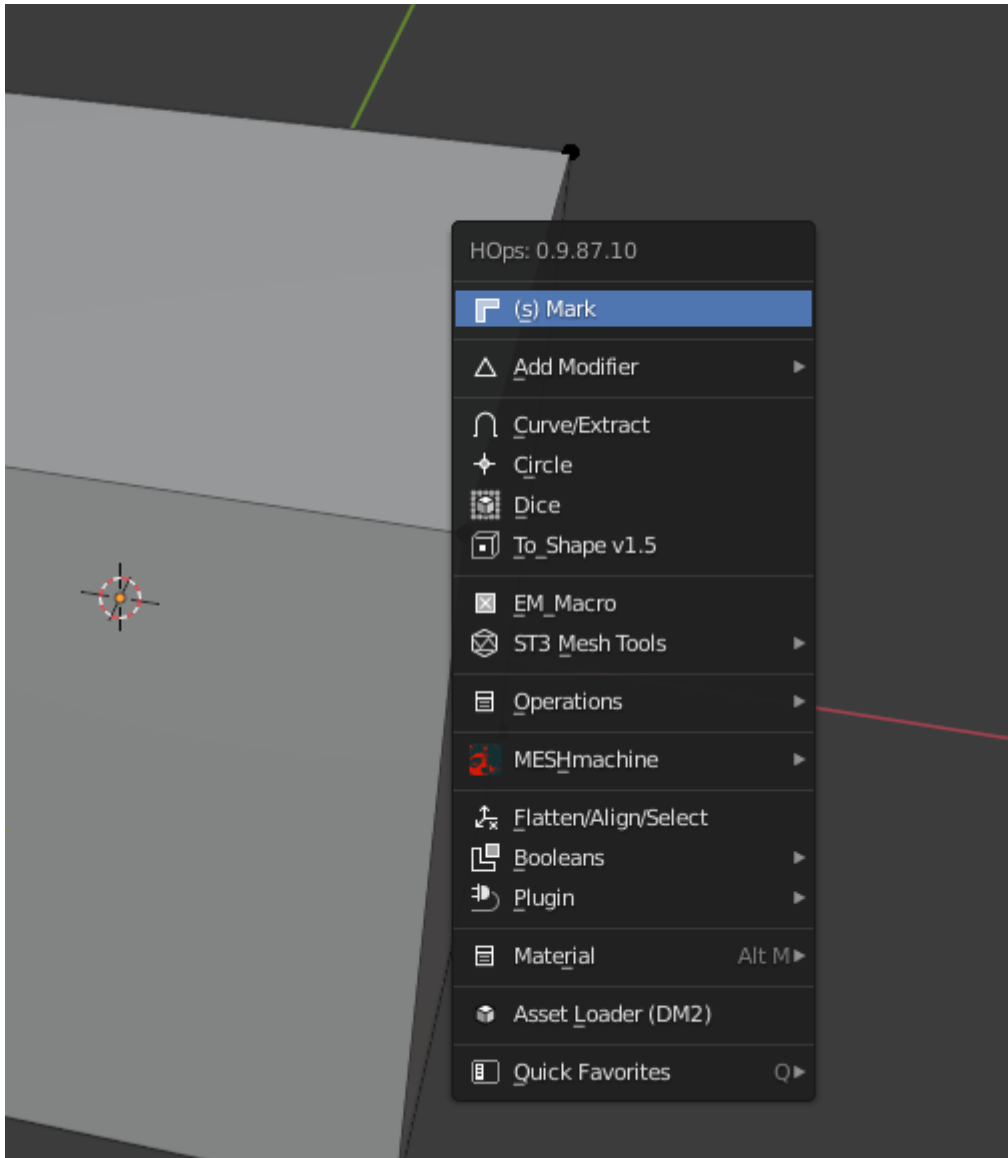 HOps: 0.9.87.10
(s) Mark
Add Modifier
Curve/Extract
Circle
Dice
To_Shape v1.5
EM_Macro
ST3 Mesh Tools
Operations
MESHmachine
Flatten/Align/Select
Booleans
Plugin
Material Alt M
Asset Loader (DM2)
Quick Favorites Q